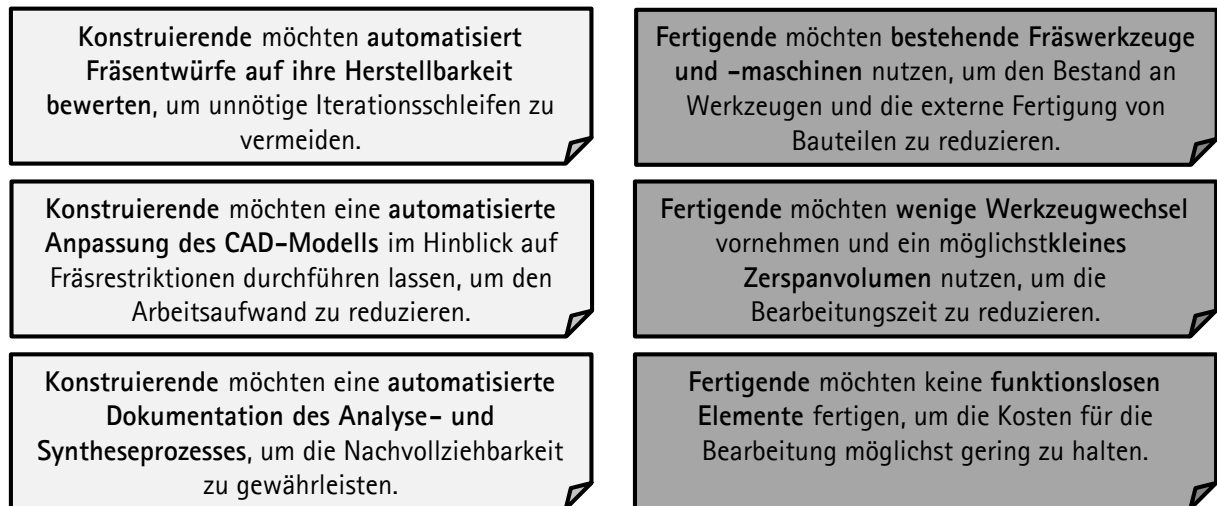 Konstruierende möchten automatisiert
Fräsentwürfe auf ihre Herstellbarkeit
bewerten, um unnötige Iterationsschleifen zu
vermeiden.
Fertigende möchten bestehende Fräswerkzeuge
und -maschinen nutzen, um den Bestand an
Werkzeugen und die externe Fertigung von
Bauteilen zu reduzieren.
Konstruierende möchten eine automatisierte
Anpassung des CAD-Modells im Hinblick auf
Fräsrestriktionen durchführen lassen, um den
Arbeitsaufwand zu reduzieren.
Fertigende möchten wenige Werkzeugwechsel
vornehmen und ein möglichstkleines
Zerspanvolumen nutzen, um die
Bearbeitungszeit zu reduzieren.
Konstruierende möchten eine automatisierte
Dokumentation des Analyse- und
Syntheseprozesses, um die Nachvollziehbarkeit
zu gewährleisten.
Fertigende möchten keine funktionslosen
Elemente fertigen, um die Kosten für die
Bearbeitung möglichst gering zu halten.